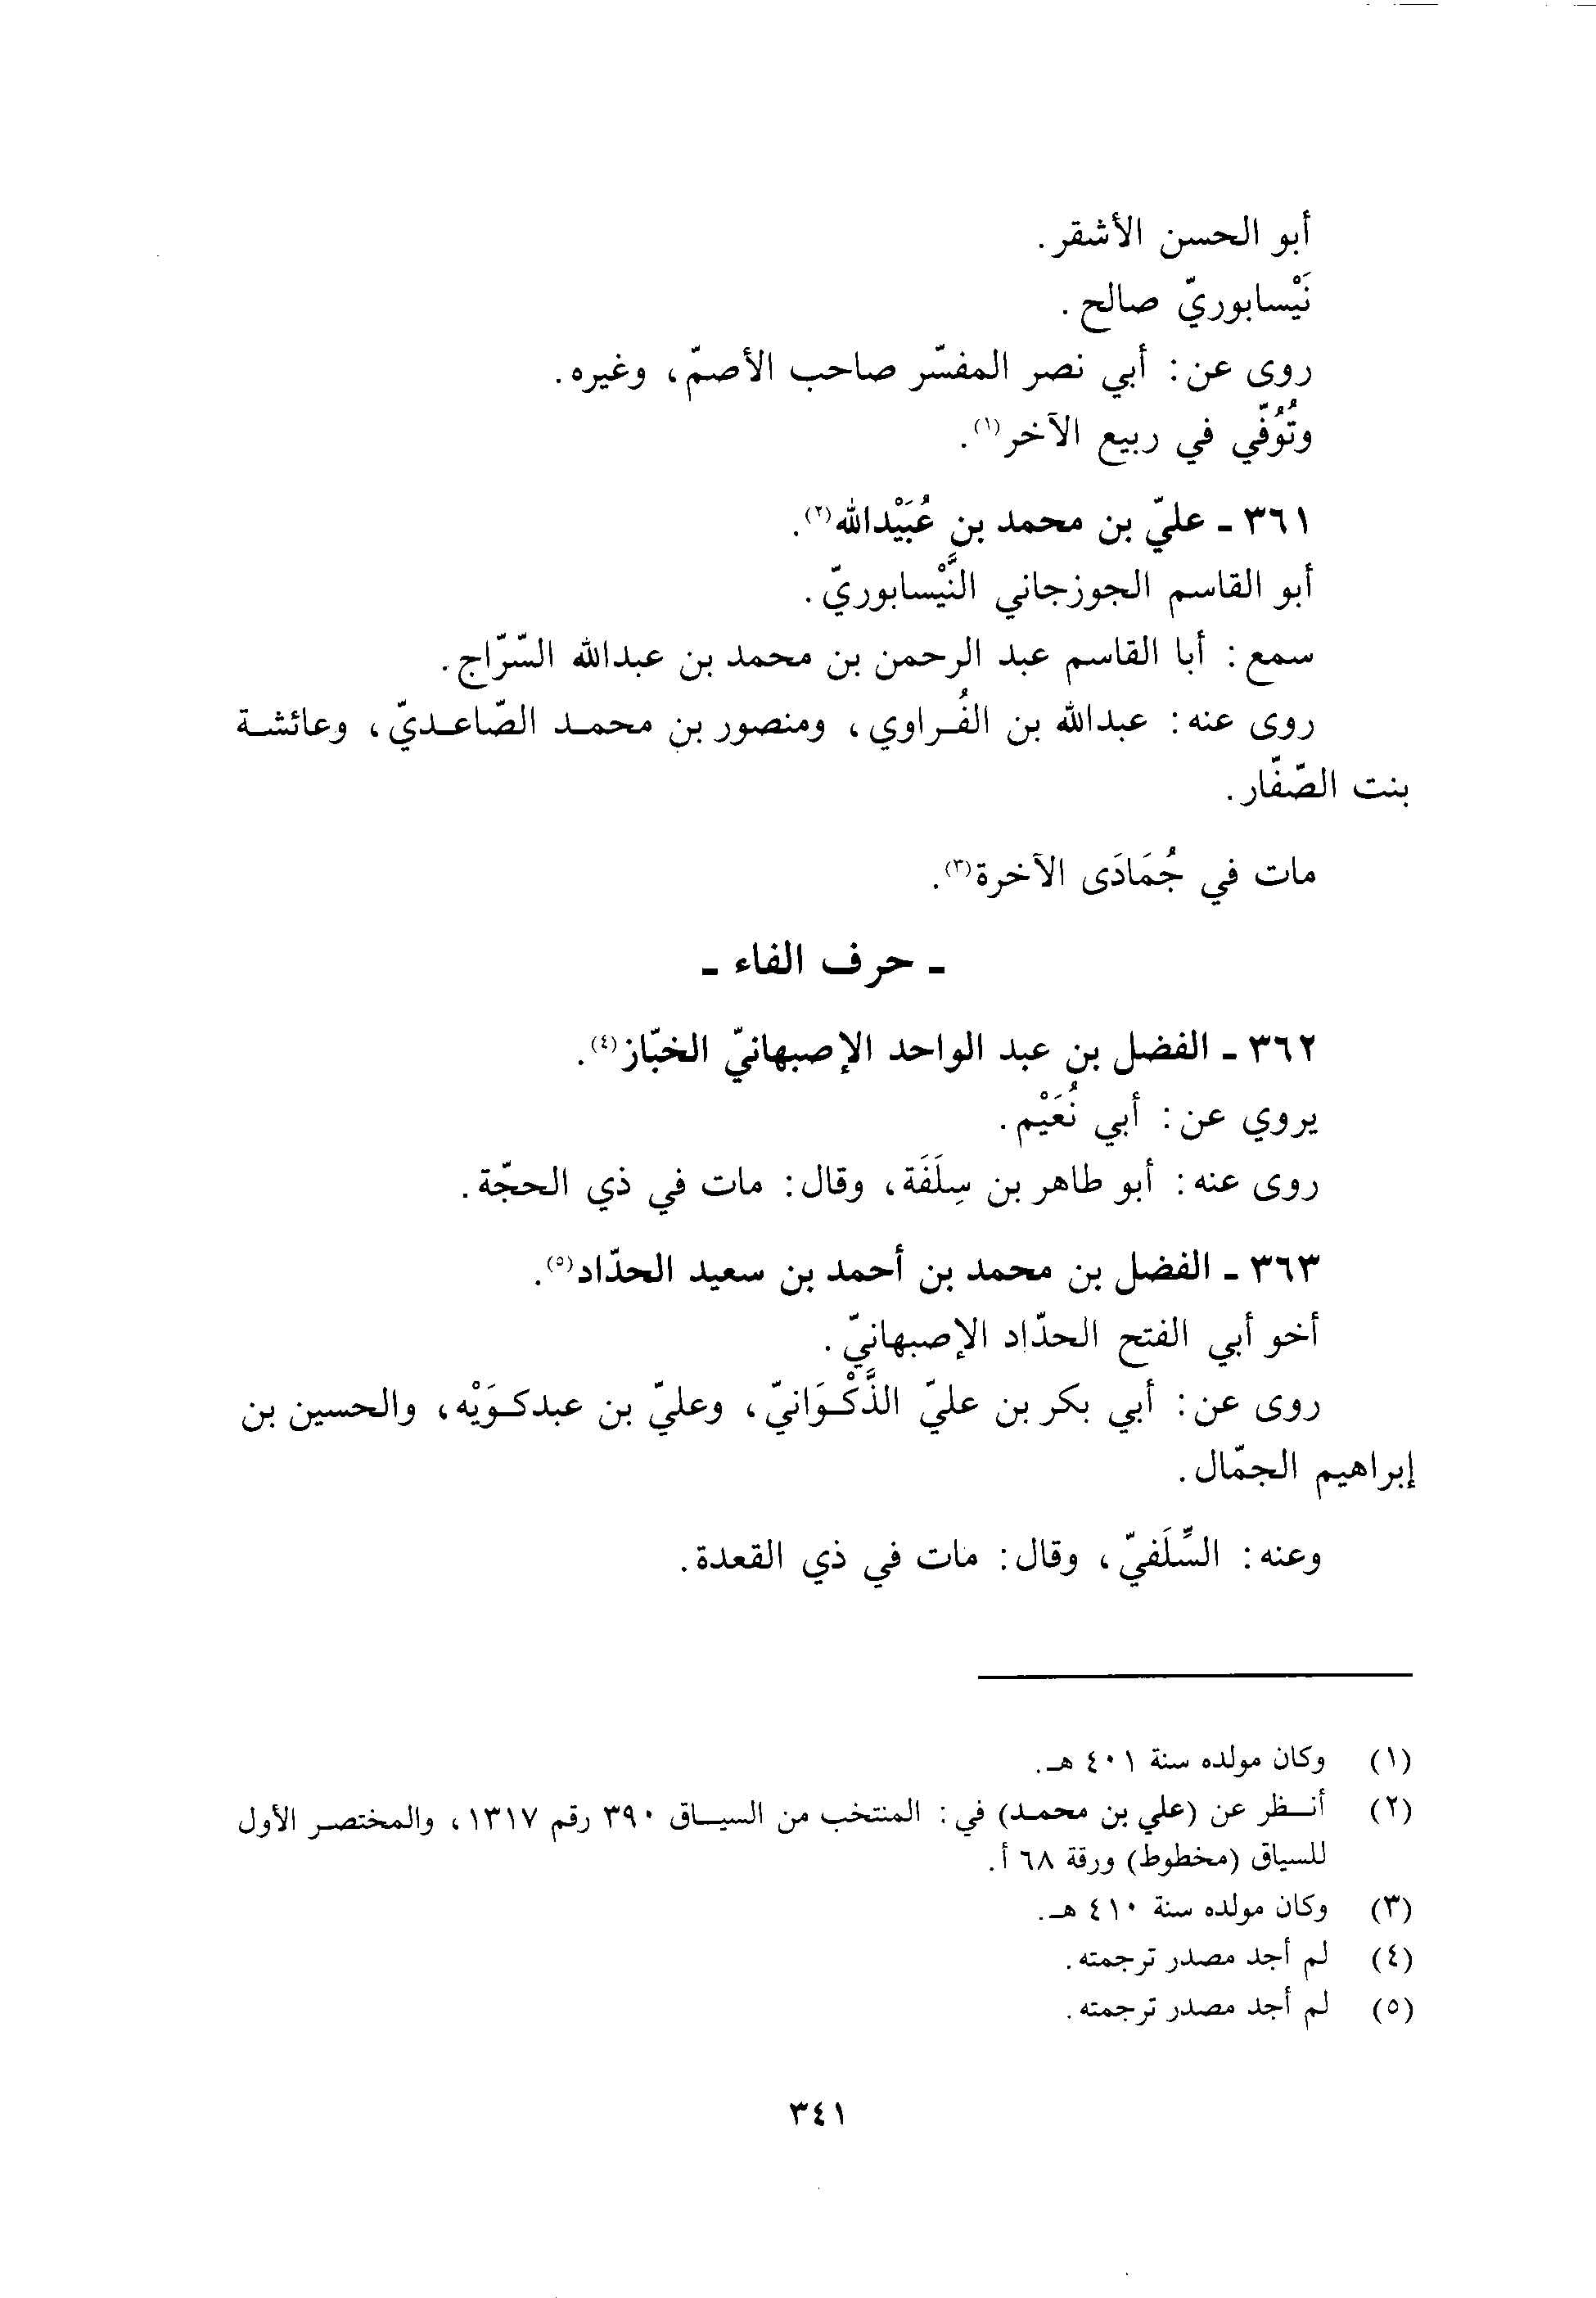 أبو الحسن الأشقر.
نَيْسابوريّ صالح.
روى عن: أبي نصر المفسّر صاحب الأصمّ، وغيره.
وتُوُفّي في ربيع الآخر(١).
٣٦١ - عليّ بن محمد بن عُبَيْدالله(٢).
أبو القاسم الجوزجاني النَّيْسابوريّ.
سمع: أبا القاسم عبد الرحمن بن محمد بن عبدالله السّرّاج.
روى عنه: عبدالله بن الفُراوي، ومنصور بن محمد الصّاعديّ، وعائشة
بنت الصّفّار.
مات في جُمَادَى الآخرة(٣).
- حرف الفاء -
٣٦٢ - الفضل بن عبد الواحد الإصبهانيّ الخبّاز(٤).
يروي عن: أبي نُعَيْم.
روى عنه: أبو طاهر بن سِلَفَة، وقال: مات في ذي الحجّة.
٣٦٣ - الفضل بن محمد بن أحمد بن سعيد الحدّاد(٥).
أخو أبي الفتح الحدّاد الإصبهانيّ.
روى عن: أبي بكر بن عليّ الذَّكْوَانيّ، وعليّ بن عبدكوَيْه، والحسين بن
إبراهيم الجمّال.
وعنه: السِّلَفيّ، وقال: مات في ذي القعدة.
(١) وكان مولده سنة ٤٠١ هـ.
(٢) أنظر عن (علي بن محمد) في: المنتخب من السياق ٣٩٠ رقم ١٣١٧، والمختصر الأول
للسياق (مخطوط) ورقة ٦٨ أ.
(٣) وكان مولده سنة ٤١٠ هـ.
(٤) لم أجد مصدر ترجمته.
(٥) لم أجد مصدر ترجمته.
٣٤١